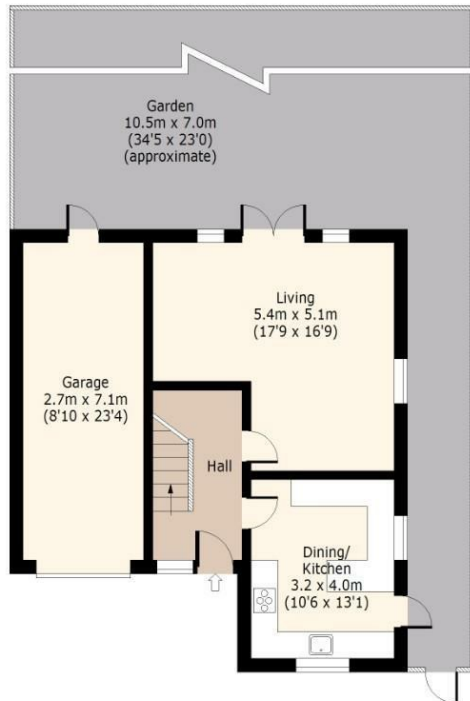 Garden
10.5m x 7.0m
(34'5 x 23'0)
(approximate)
Living
5.4m x 5.1m
(17'9 x 16'9)
Garage
2.7m x 7.1m
(8'10 x 23'4)
Hall
Dining/
Kitchen
3.2 x 4.0m
(10'6 x 13'1)